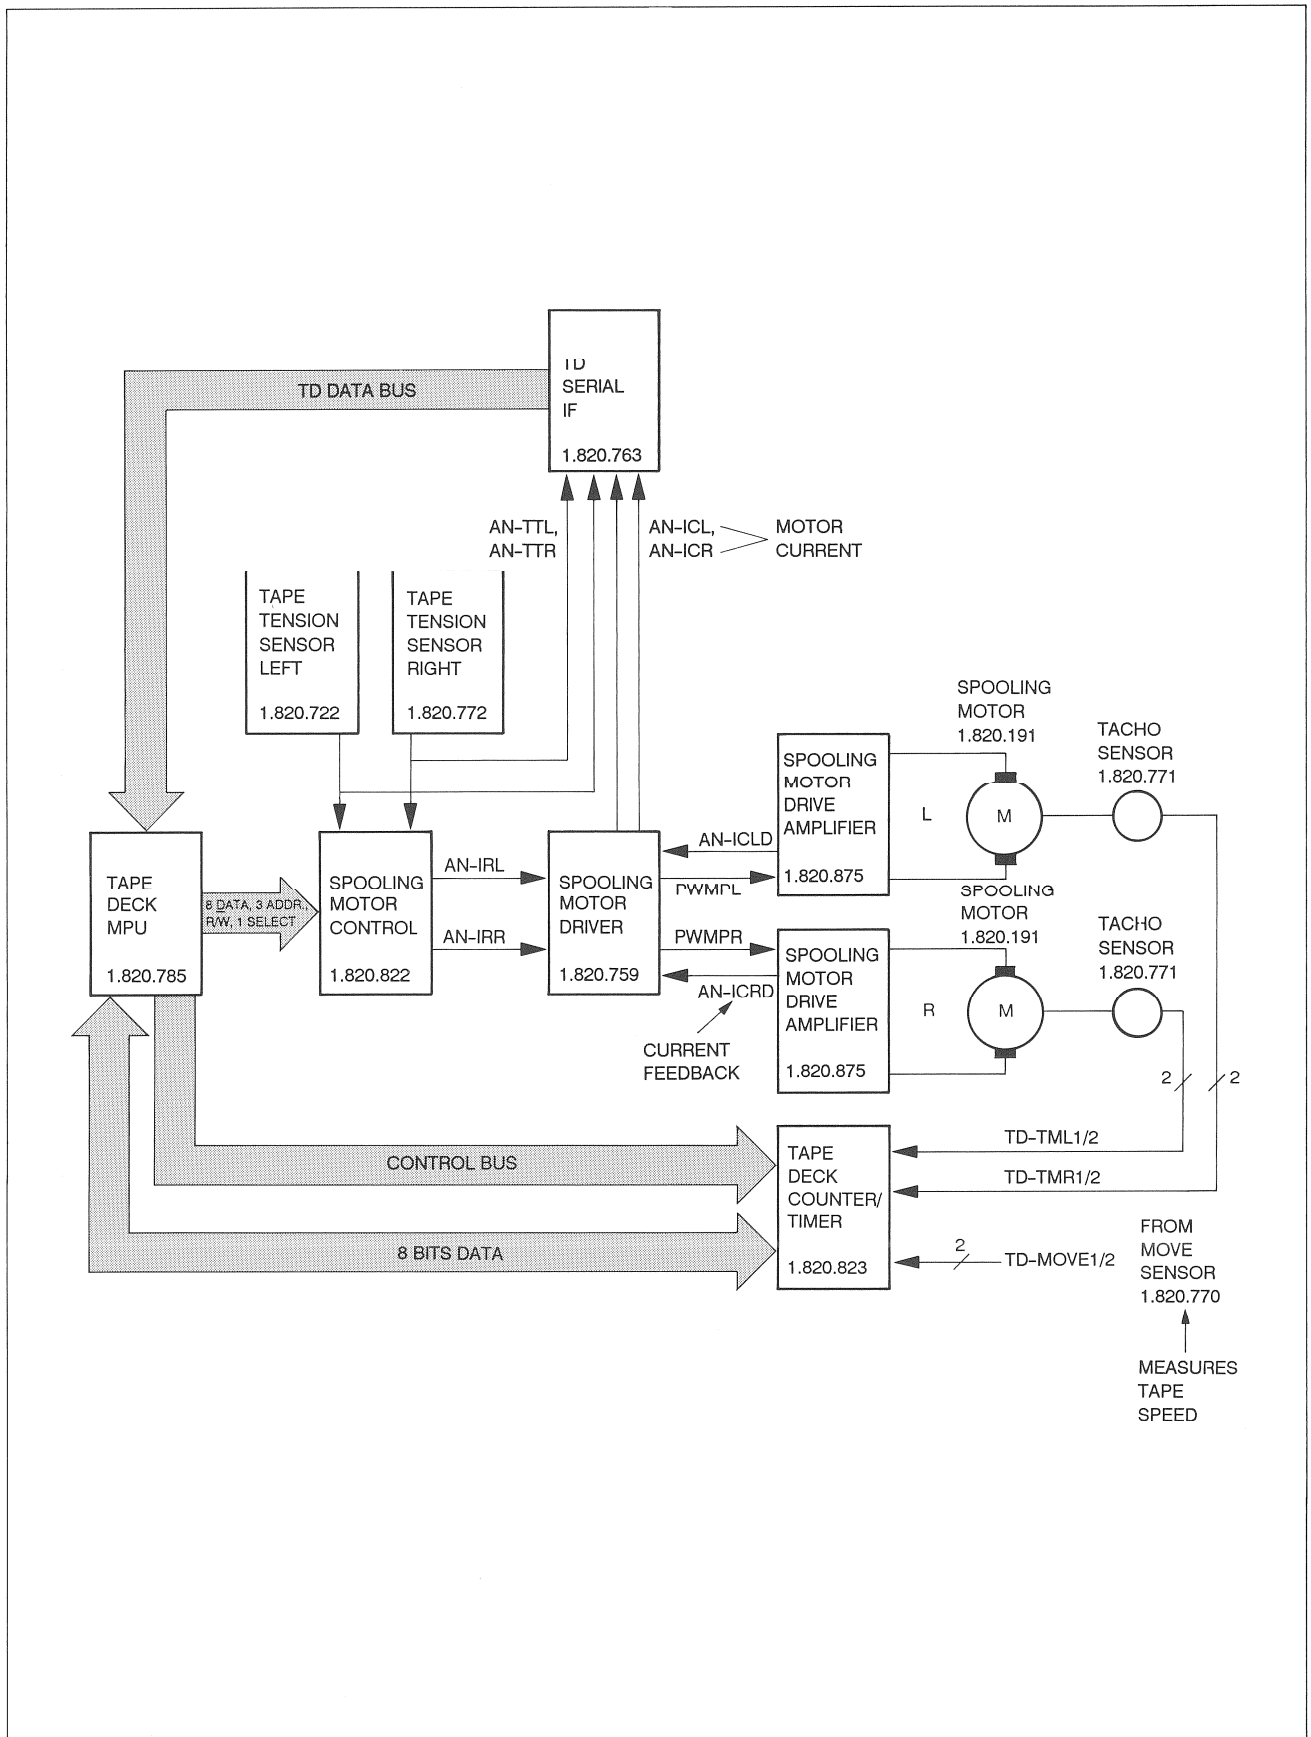 TD
SERIAL
IF
1.820.763
TD DATA BUS
AN-TTL,
AN-TTR
AN-ICL,
AN-ICR
MOTOR
CURRENT
TAPE
TENSION
SENSOR
LEFT
1.820.722
TAPE
TENSION
SENSOR
RIGHT
1.820.772
SPOOLING
MOTOR
1.820.191
TACHO
SENSOR
1.820.771
SPOOLING
MOTOR
DRIVE
AMPLIFIER
1.820.875
L
M
TAPE
DECK
MPU
1.820.785
8 DATA, 3 ADDR.,
R/W, 1 SELECT
SPOOLING
MOTOR
CONTROL
1.820.822
AN-IRL
AN-IRR
SPOOLING
MOTOR
DRIVER
1.820.759
AN-ICLD
PWMPL
PWMPR
AN-ICRD
CURRENT
FEEDBACK
SPOOLING
MOTOR
1.820.191
TACHO
SENSOR
1.820.771
SPOOLING
MOTOR
DRIVE
AMPLIFIER
1.820.875
R
M
2
2
CONTROL BUS
8 BITS DATA
TAPE
DECK
COUNTER/
TIMER
1.820.823
TD-TML1/2
TD-TMR1/2
2
TD-MOVE1/2
FROM
MOVE
SENSOR
1.820.770
MEASURES
TAPE
SPEED